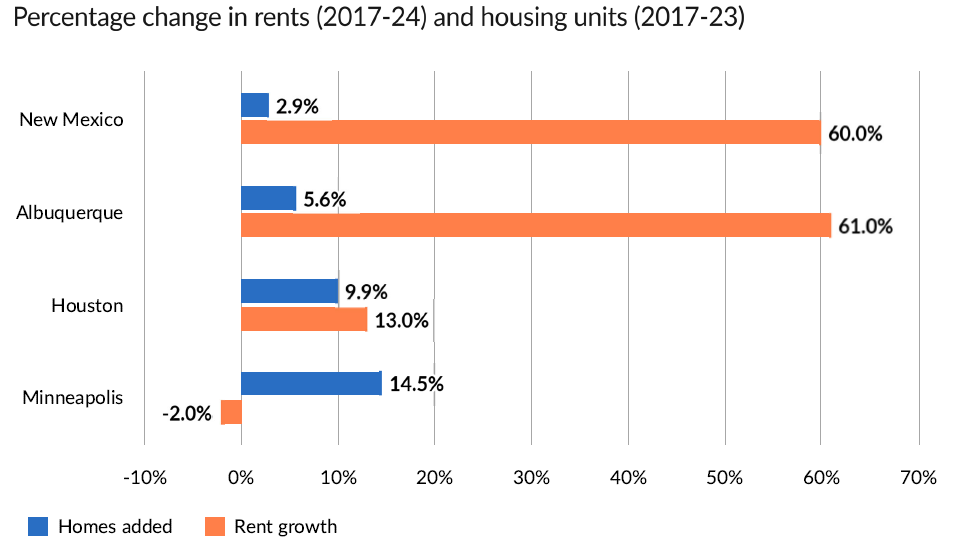 Percentage change in rents (2017-24) and housing units (2017-23)
New Mexico
2.9%
60.0%
Albuquerque
5.6%
61.0%
Houston
9.9%
13.0%
Minneapolis
14.5%
-2.0%
-10% 0% 10% 20% 30% 40% 50% 60% 70%
Homes added Rent growth